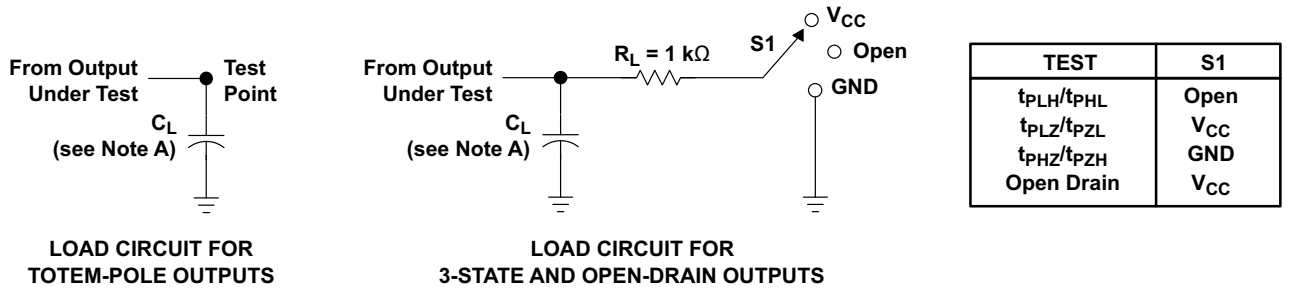 From Output
Under Test
Test
Point
C_L
(see Note A)
LOAD CIRCUIT FOR
TOTEM-POLE OUTPUTS
From Output
Under Test
R_L = 1 kΩ
S1
V_CC
Open
GND
C_L
(see Note A)
LOAD CIRCUIT FOR
3-STATE AND OPEN-DRAIN OUTPUTS
TEST S1
t_PLH/t_PHL Open
t_PLZ/t_PZL V_CC
t_PHZ/t_PZH GND
Open Drain V_CC